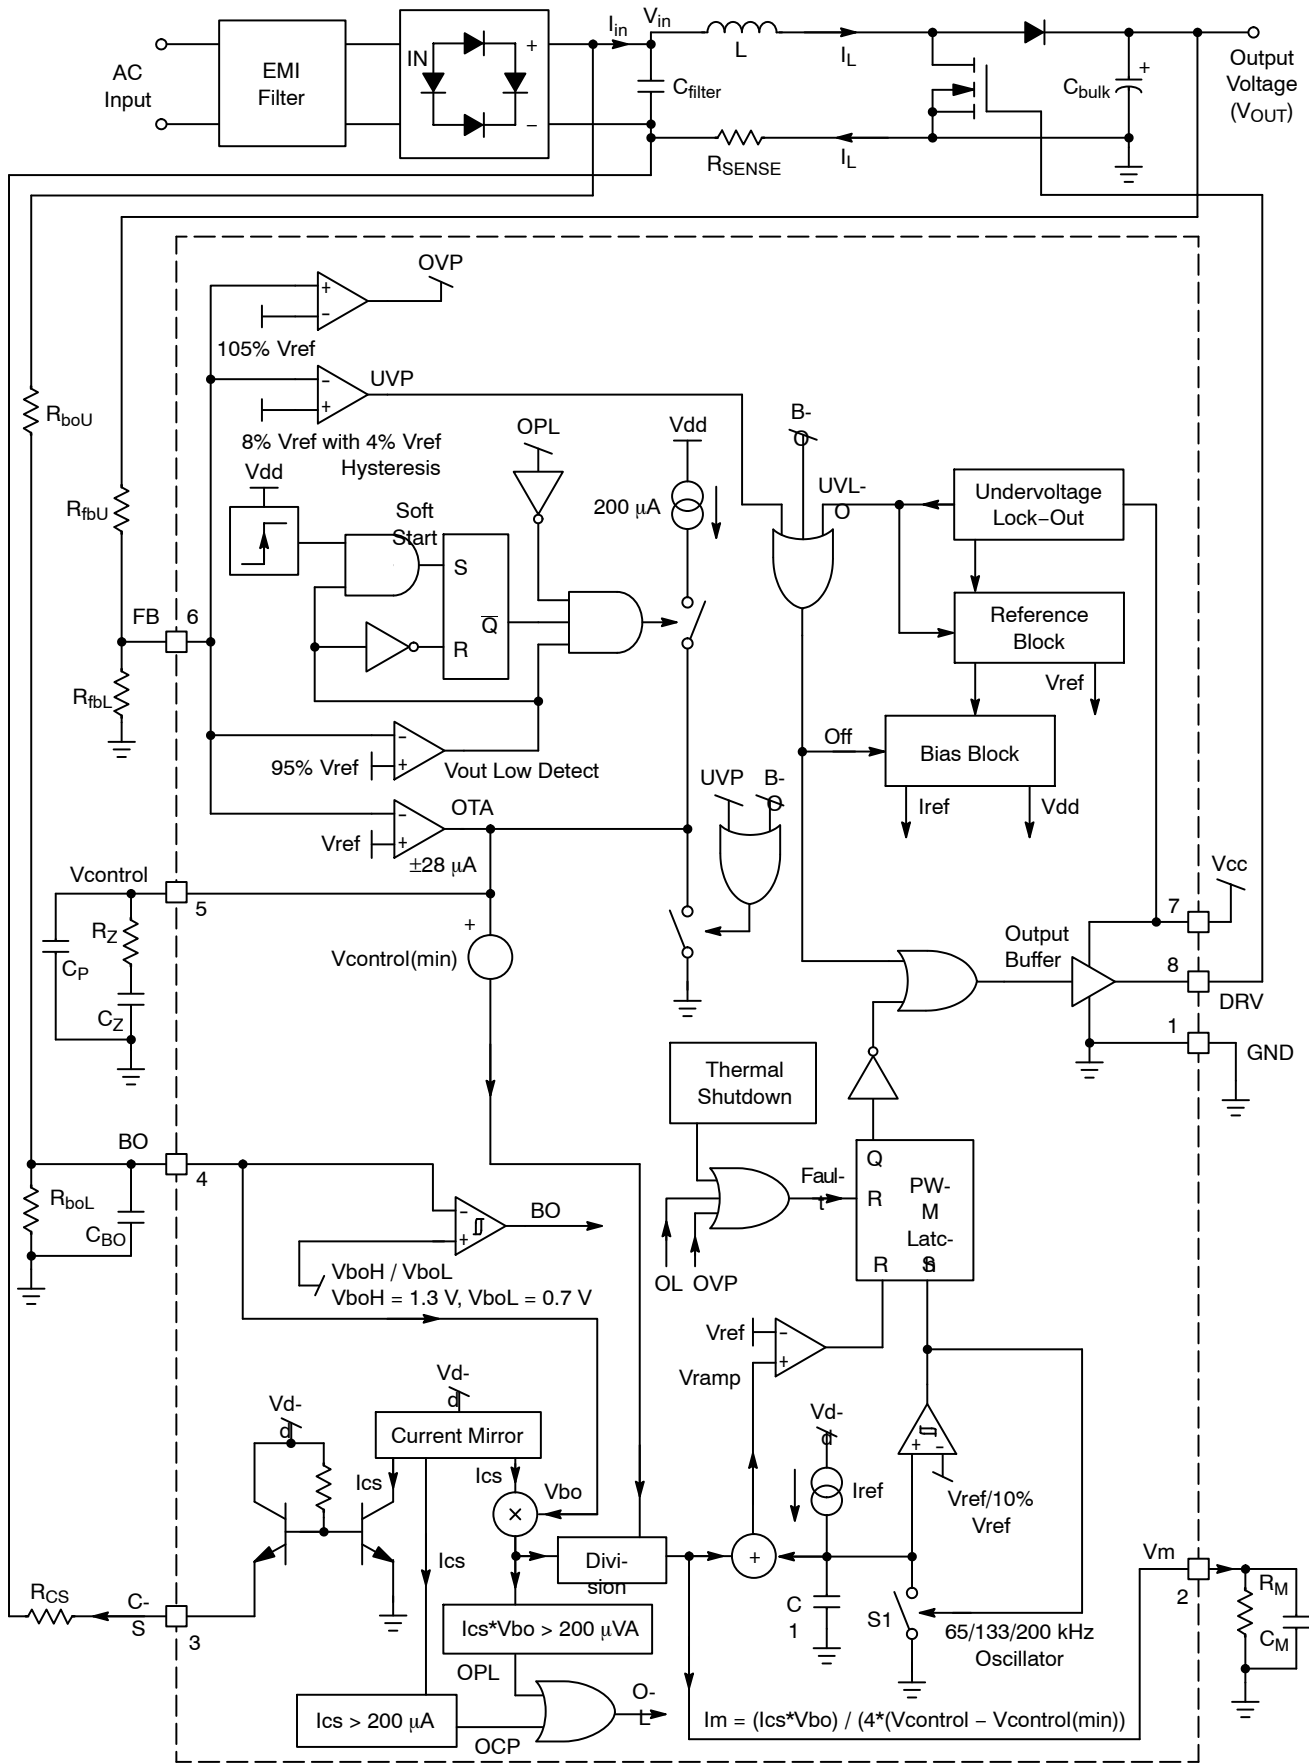 AC
Input
EMI
Filter
IN
+
−
Iin
Vin
Cfilter
L
IL
RSENSE
IL
Cbulk
+
Output
Voltage
(VOUT)
OVP
+
−
105% Vref
UVP
−
+
8% Vref with 4% Vref
Hysteresis
RboU
RfbU
RfbL
FB
6
Vdd
Soft
Start
OPL
S
R
Q
Vdd
200 μA
B-
O
UVL-
O
Undervoltage
Lock−Out
Reference
Block
Vref
Off
Bias Block
Iref
Vdd
−
+
95% Vref
Vout Low Detect
−
+
OTA
Vref
±28 μA
UVP
B-
O
Vcontrol
5
RZ
CP
CZ
+
Vcontrol(min)
Output
Buffer
Vcc
7
8
DRV
1
GND
Thermal
Shutdown
BO
4
RboL
CBO
−
+
BO
VboH / VboL
VboH = 1.3 V, VboL = 0.7 V
Faul-
t
OL
OVP
Q
R
PW-
M
Latc-
h
R
S
Vref
−
+
Vramp
Vd-
d
Vd-
d
Current Mirror
Ics
Ics
Vbo
×
Ics
Divi-
sion
+
Vd-
d
Iref
+
−
Vref/10%
Vref
C
1
S1
65/133/200 kHz
Oscillator
Vm
2
RM
CM
RCS
C-
S
3
Ics*Vbo > 200 μVA
OPL
Ics > 200 μA
OCP
O-
L
Im = (Ics*Vbo) / (4*(Vcontrol − Vcontrol(min))